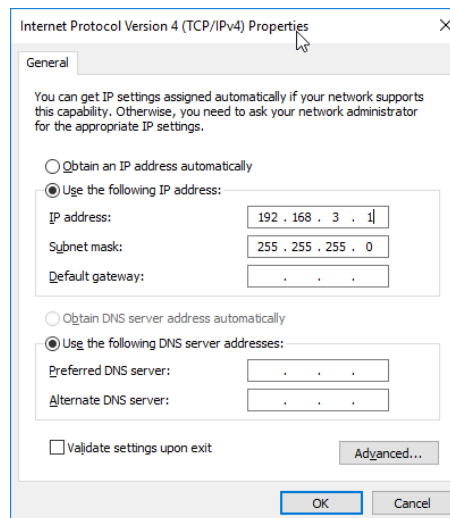 Internet Protocol Version 4 (TCP/IPv4) Properties
General
You can get IP settings assigned automatically if your network supports
this capability. Otherwise, you need to ask your network administrator
for the appropriate IP settings.
Obtain an IP address automatically
Use the following IP address:
IP address: 192 . 168 . 3 . 1
Subnet mask: 255 . 255 . 255 . 0
Default gateway: . . .
Obtain DNS server address automatically
Use the following DNS server addresses:
Preferred DNS server: . . .
Alternate DNS server: . . .
Validate settings upon exit
Advanced...
OK Cancel